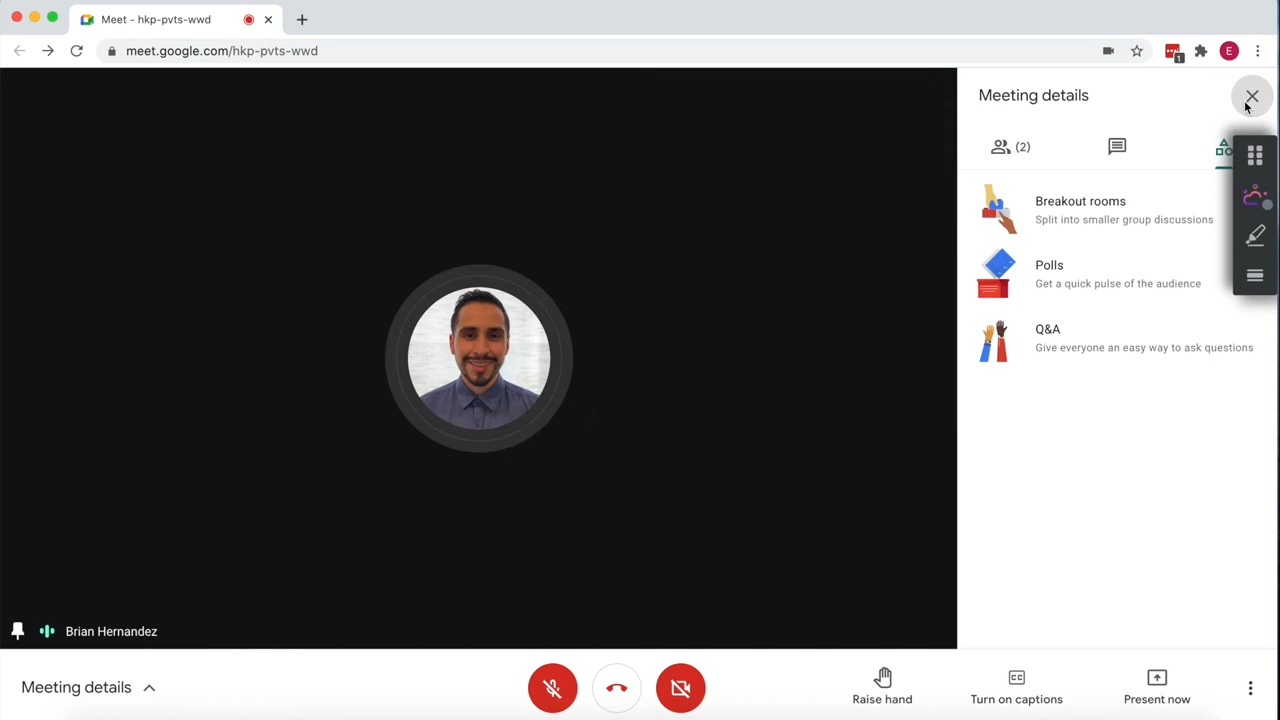 Meet - hkp-pvts-wwd
meet.google.com/hkp-pvts-wwd
1
E
Meeting details
(2)
Breakout rooms
Split into smaller group discussions
Polls
Get a quick pulse of the audience
Q&A
Give everyone an easy way to ask questions
Brian Hernandez
Meeting details
CC
Raise hand
Turn on captions
Present now